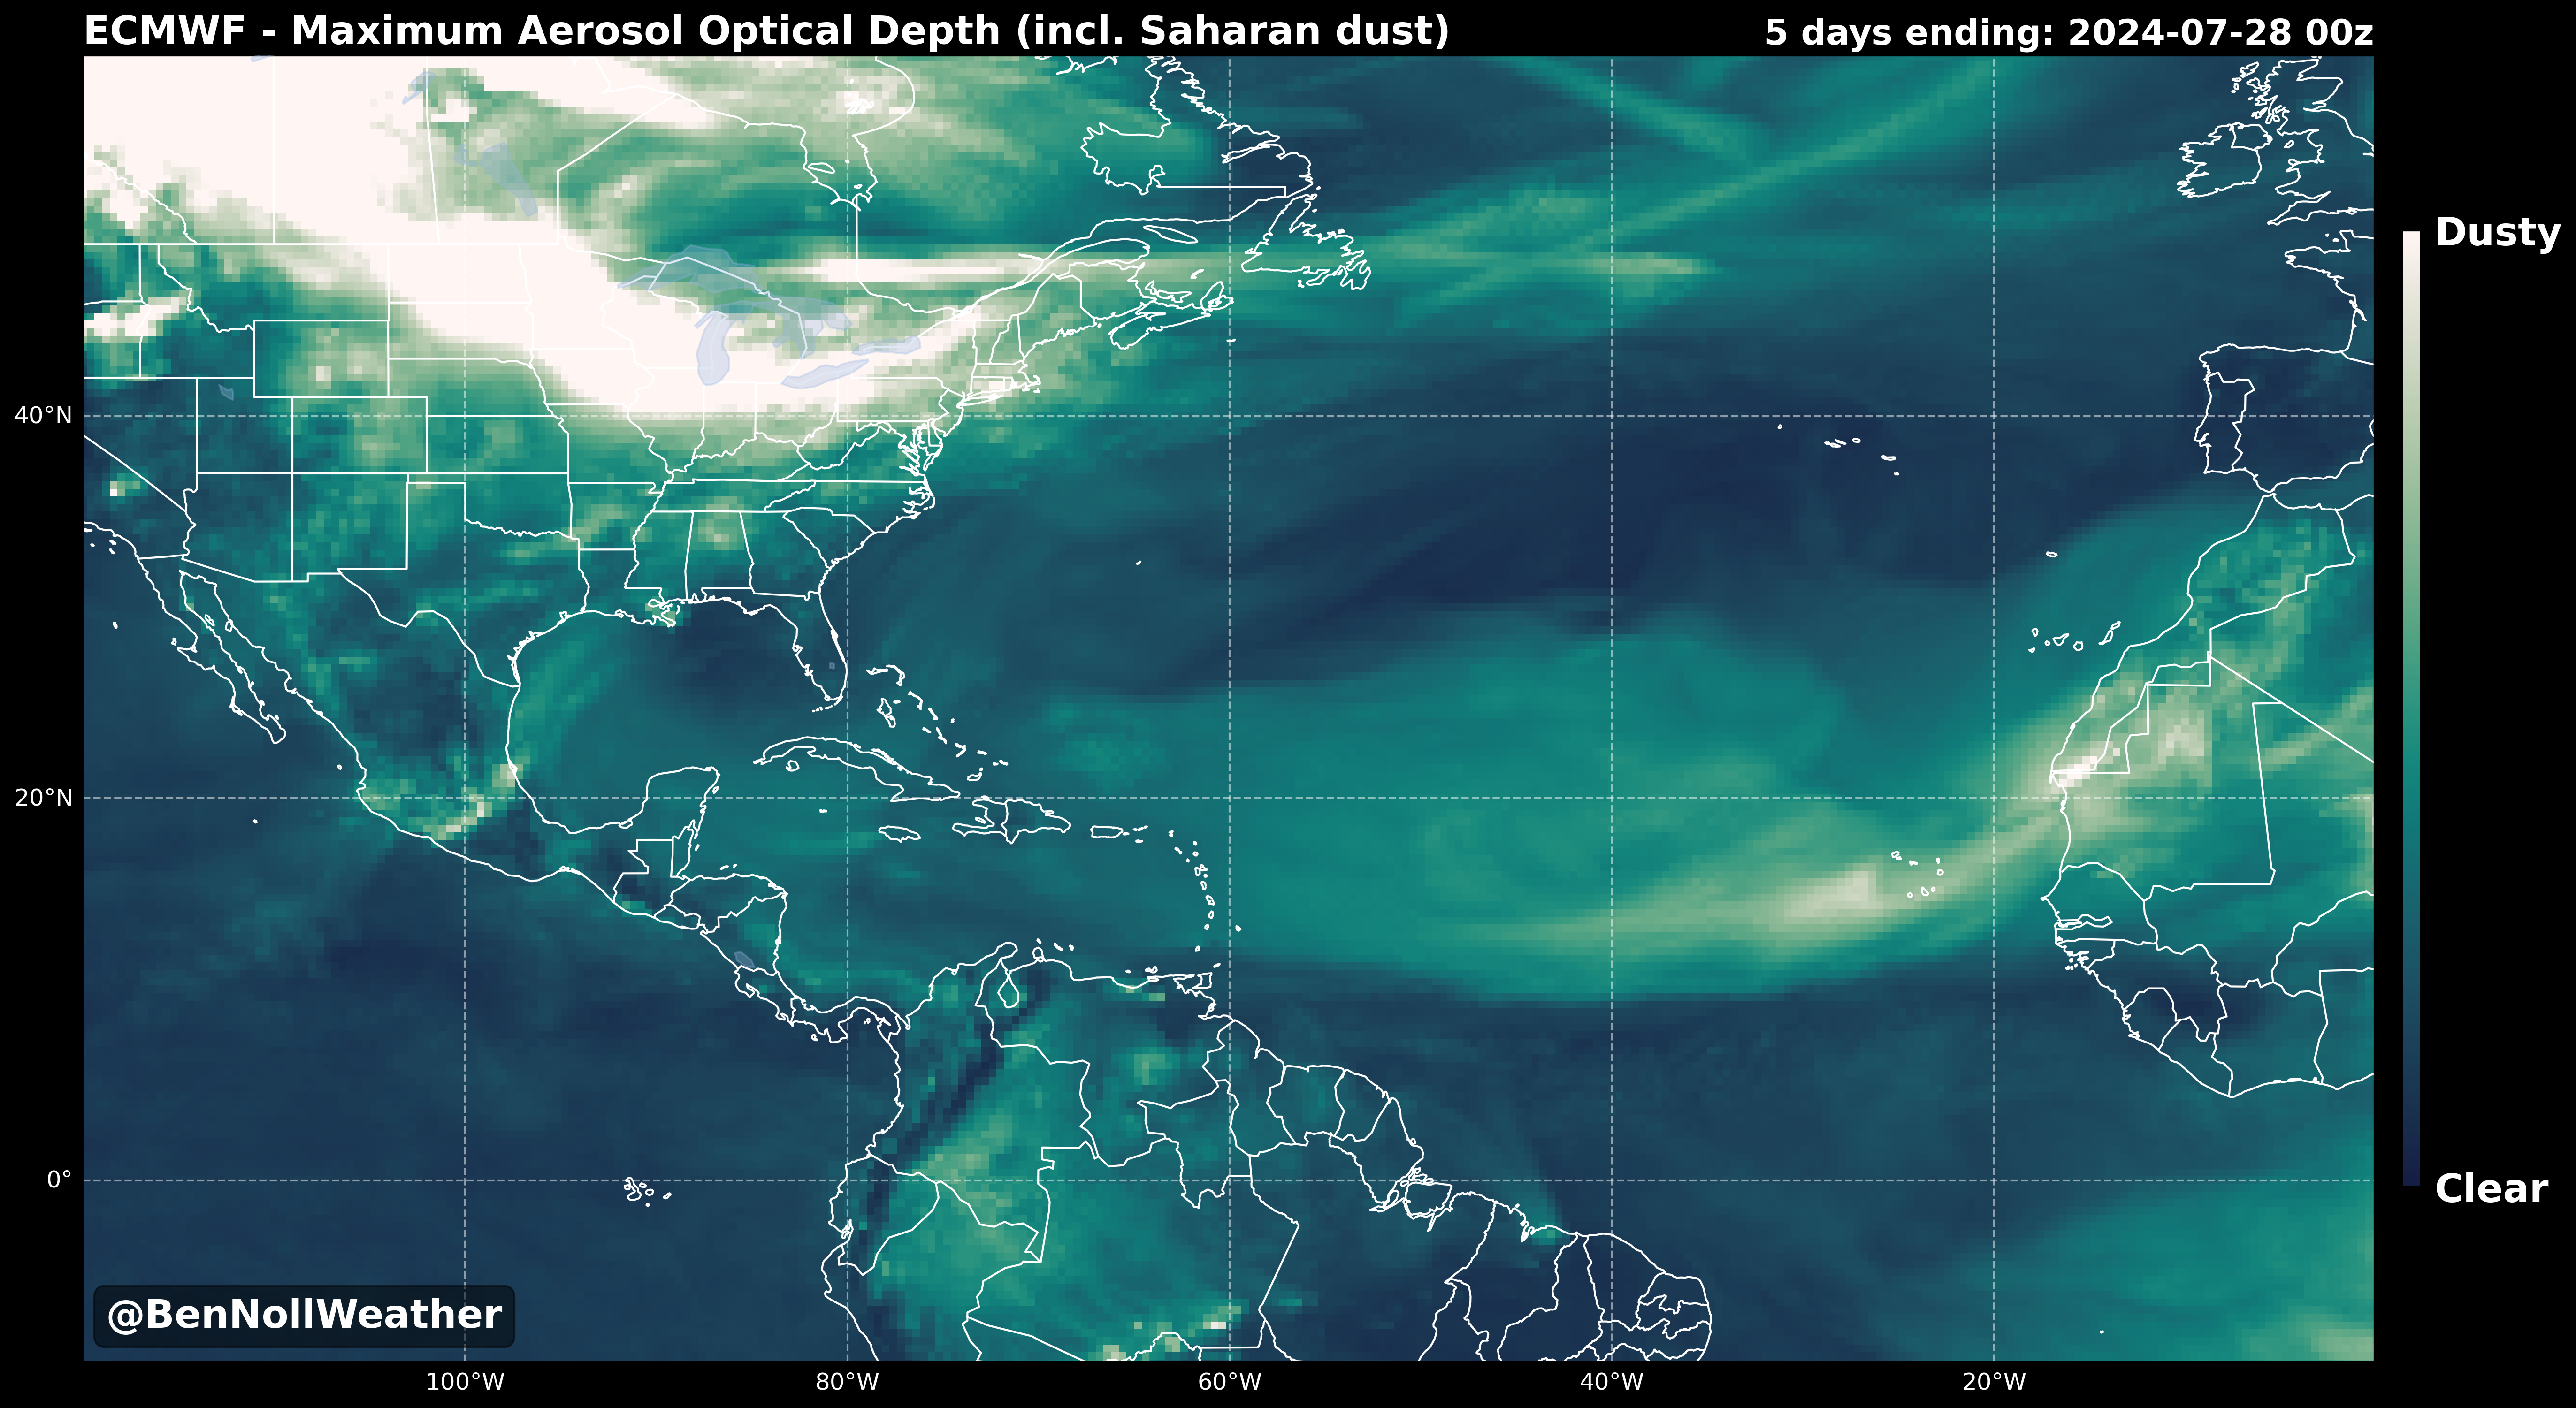 ECMWF - Maximum Aerosol Optical Depth (incl. Saharan dust) 5 days ending: 2024-07-28 00z
Dusty
40°N
20°N
0°
Clear
@BenNollWeather
100°W 80°W 60°W 40°W 20°W